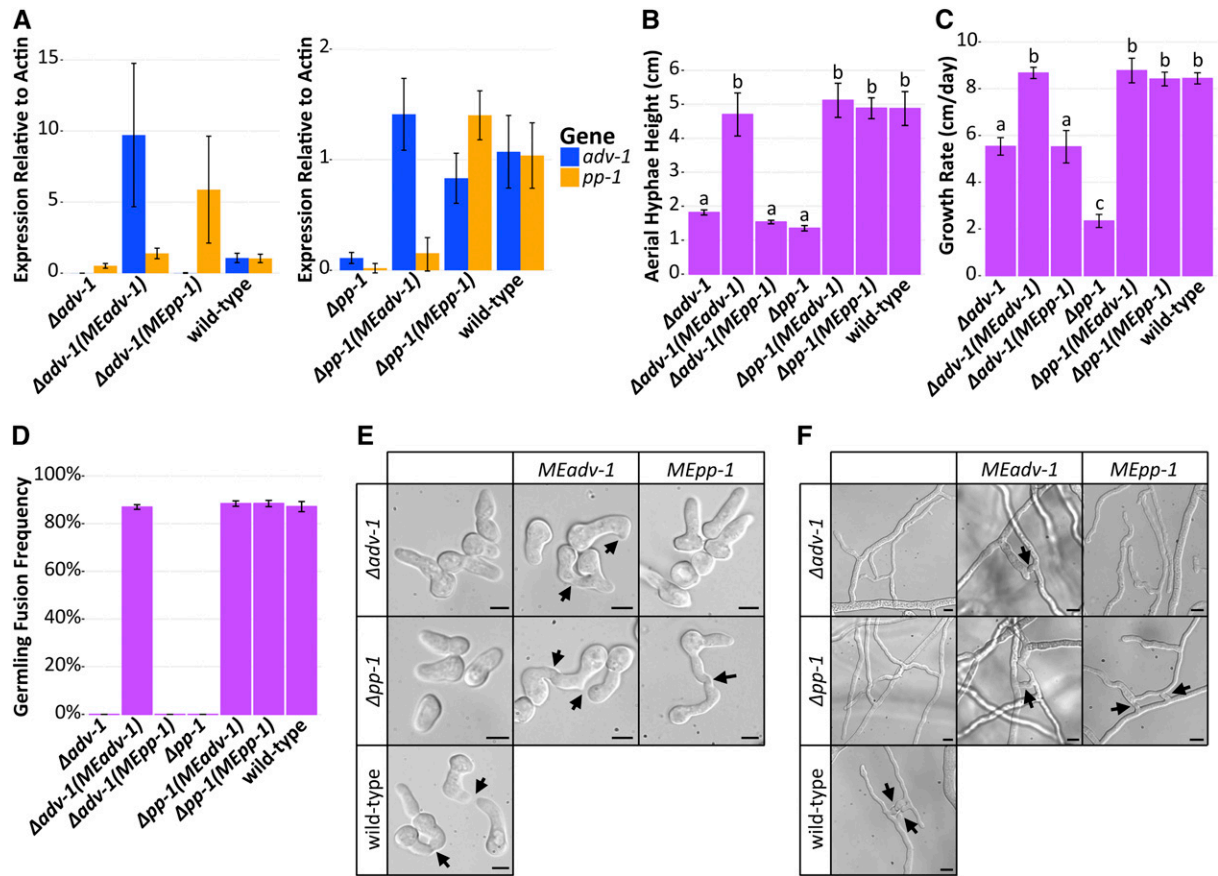 A
Expression Relative to Actin
15
10
5
0
Δadv-1
Δadv-1(MEadv-1)
Δadv-1(MEpp-1)
wild-type
Expression Relative to Actin
2
1
0
Δpp-1
Δpp-1(MEadv-1)
Δpp-1(MEpp-1)
wild-type
Gene
adv-1
pp-1
B
Aerial Hyphae Height (cm)
6
5
4
3
2
1
0
a
b
a
a
b
b
b
Δadv-1
Δadv-1(MEadv-1)
Δadv-1(MEpp-1)
Δpp-1
Δpp-1(MEadv-1)
Δpp-1(MEpp-1)
wild-type
C
Growth Rate (cm/day)
10
8
6
4
2
0
a
b
a
c
b
b
b
Δadv-1
Δadv-1(MEadv-1)
Δadv-1(MEpp-1)
Δpp-1
Δpp-1(MEadv-1)
Δpp-1(MEpp-1)
wild-type
D
Germling Fusion Frequency
100%
80%
60%
40%
20%
0%
Δadv-1
Δadv-1(MEadv-1)
Δadv-1(MEpp-1)
Δpp-1
Δpp-1(MEadv-1)
Δpp-1(MEpp-1)
wild-type
E
MEadv-1
MEpp-1
Δadv-1
Δpp-1
wild-type
F
MEadv-1
MEpp-1
Δadv-1
Δpp-1
wild-type